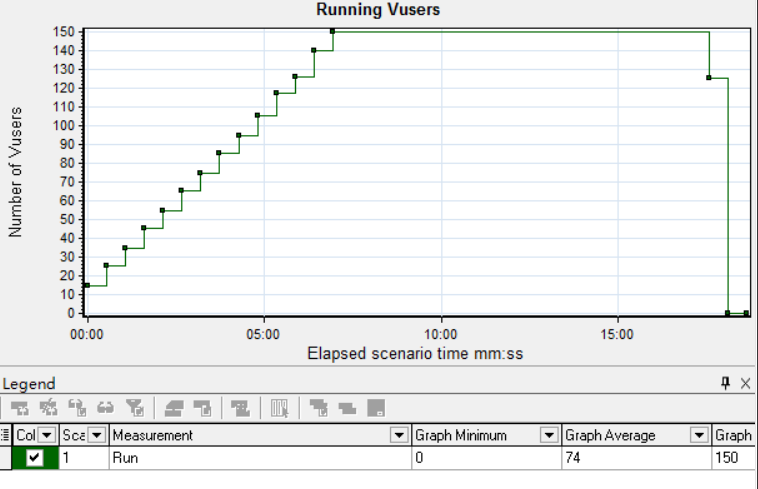 Running Vusers
Number of Vusers
150
140
130
120
110
100
90
80
70
60
50
40
30
20
10
0
00:00 05:00 10:00 15:00
Elapsed scenario time mm:ss
Legend
Col Sca Measurement Graph Minimum Graph Average Graph
1 Run 0 74 150